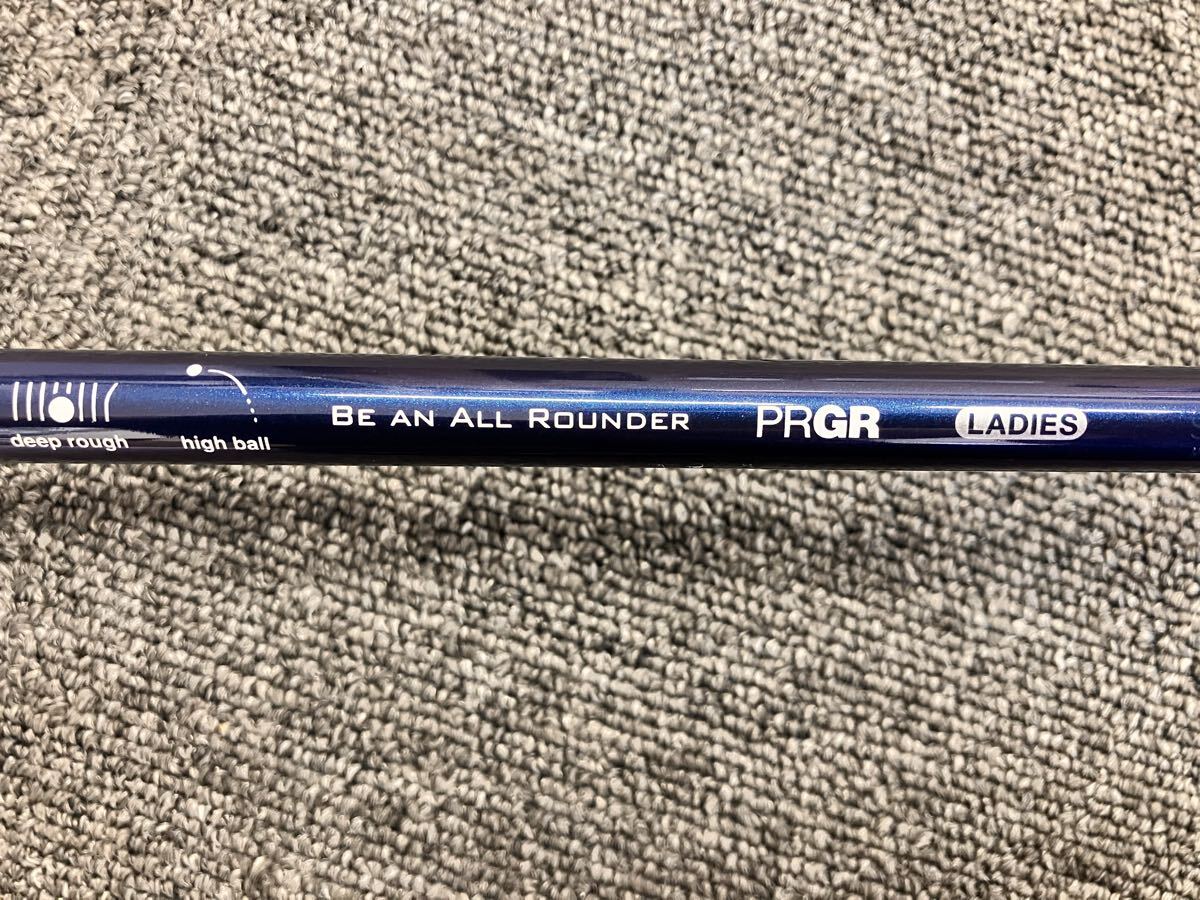 deep rough
high ball
BE AN ALL ROUNDER
PRGR
LADIES